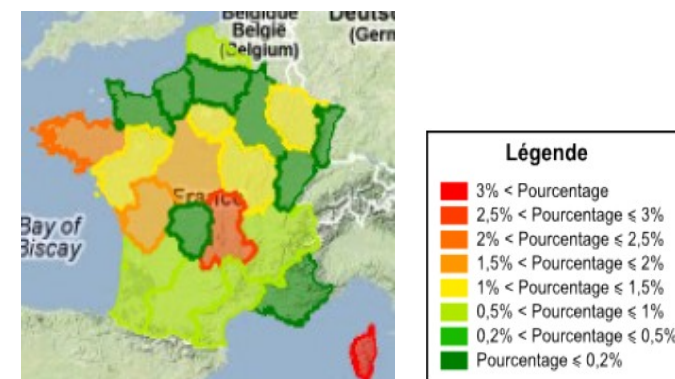 Belgique
België
(Belgium)
Deuts
(Germ
France
Bay of
Biscay
Légende
3% < Pourcentage
2,5% < Pourcentage ⩽ 3%
2% < Pourcentage ⩽ 2,5%
1,5% < Pourcentage ⩽ 2%
1% < Pourcentage ⩽ 1,5%
0,5% < Pourcentage ⩽ 1%
0,2% < Pourcentage ⩽ 0,5%
Pourcentage ⩽ 0,2%